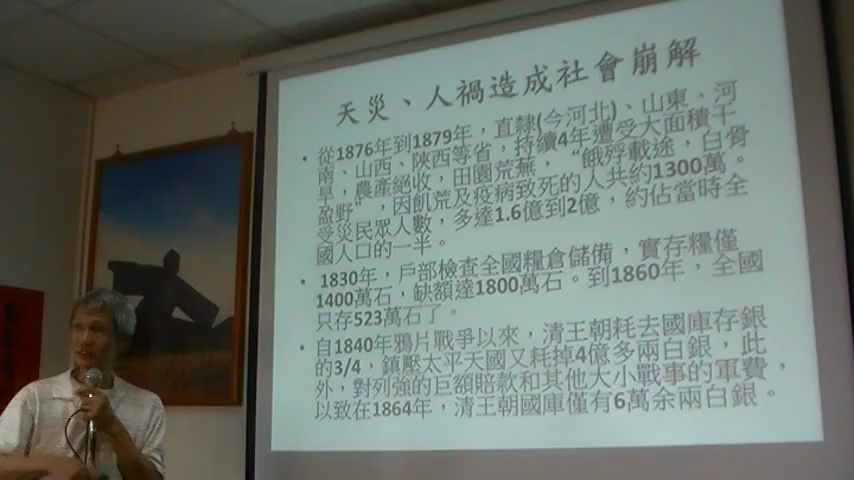 天災、人禍造成社會崩解
• 從1876年到1879年，直隸(今河北)、山東、河
南、山西、陝西等省，持續4年遭受大面積干
旱，農產絕收，田園荒蕪，“餓殍載途，白骨
盈野”，因飢荒及疫病致死的人共約1300萬。
受災民眾人數，多達1.6億到2億，約佔當時全
國人口的一半。
• 1830年，戶部檢查全國糧倉儲備，實存糧僅
1400萬石，缺額達1800萬石。到1860年，全國
只存523萬石了。
• 自1840年鴉片戰爭以來，清王朝耗去國庫存銀
的3/4，鎮壓太平天國又耗掉4億多兩白銀，此
外，對列強的巨額賠款和其他大小戰事的軍費，
以致在1864年，清王朝國庫僅有6萬余兩白銀。